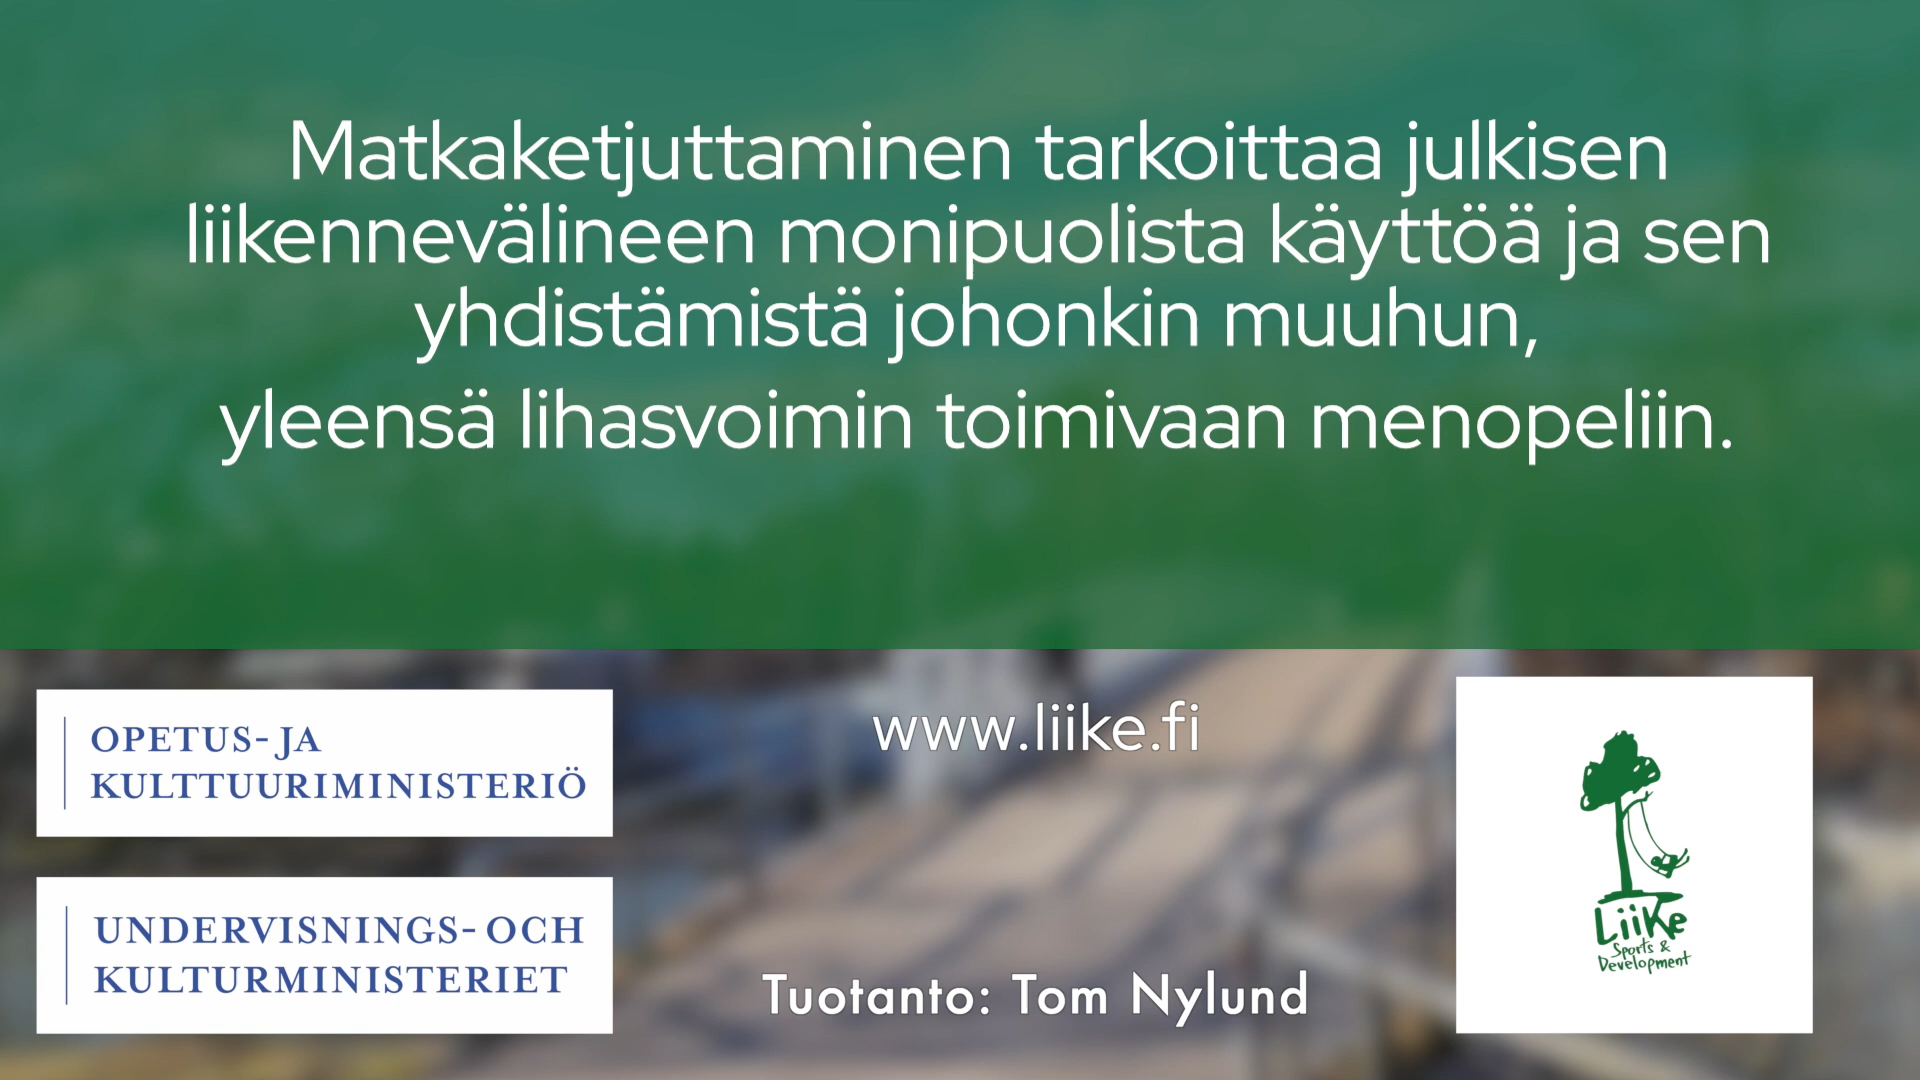 Matkaketjuttaminen tarkoittaa julkisen
liikennevälineen monipuolista käyttöä ja sen
yhdistämistä johonkin muuhun,
yleensä lihasvoimin toimivaan menopeliin.
OPETUS- JA
KULTTUURIMINISTERIÖ
UNDERVISNINGS- OCH
KULTURMINISTERIET
www.liike.fi
Tuotanto: Tom Nylund
LiiKe
Sports &
Development